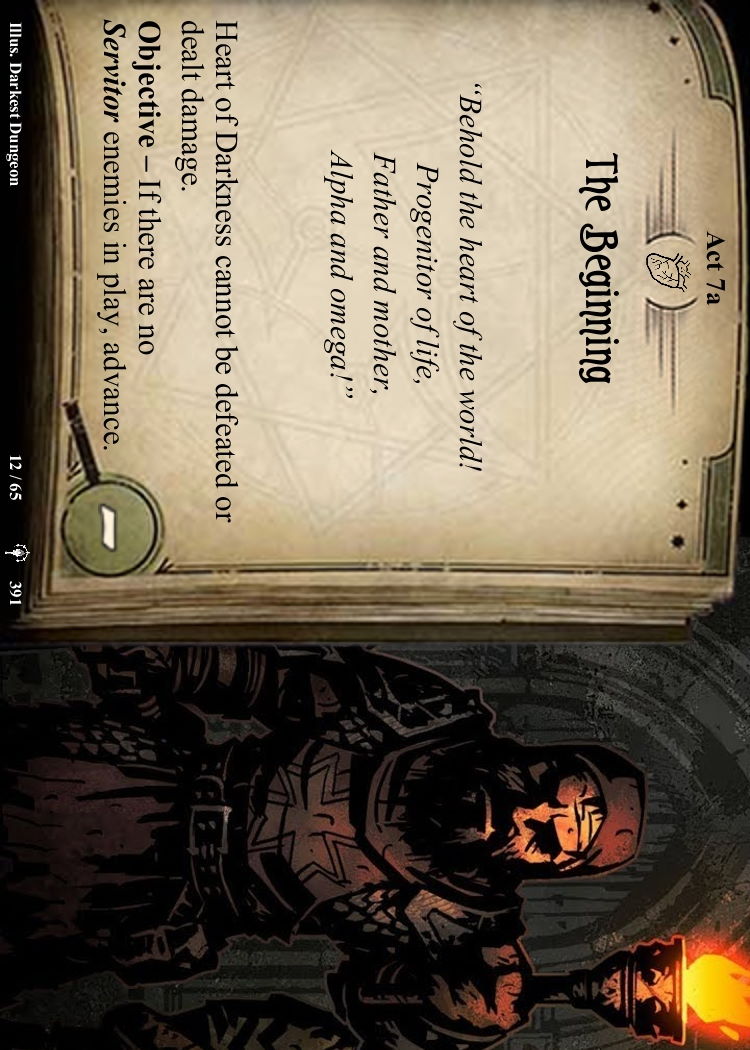 Act 7a
The Beginning
“Behold the heart of the world!
Progenitor of life,
Father and mother,
Alpha and omega!”
Heart of Darkness cannot be defeated or
dealt damage.
Objective – If there are no
Servitor enemies in play, advance.
–
Illus. Darkest Dungeon
12 / 65
391